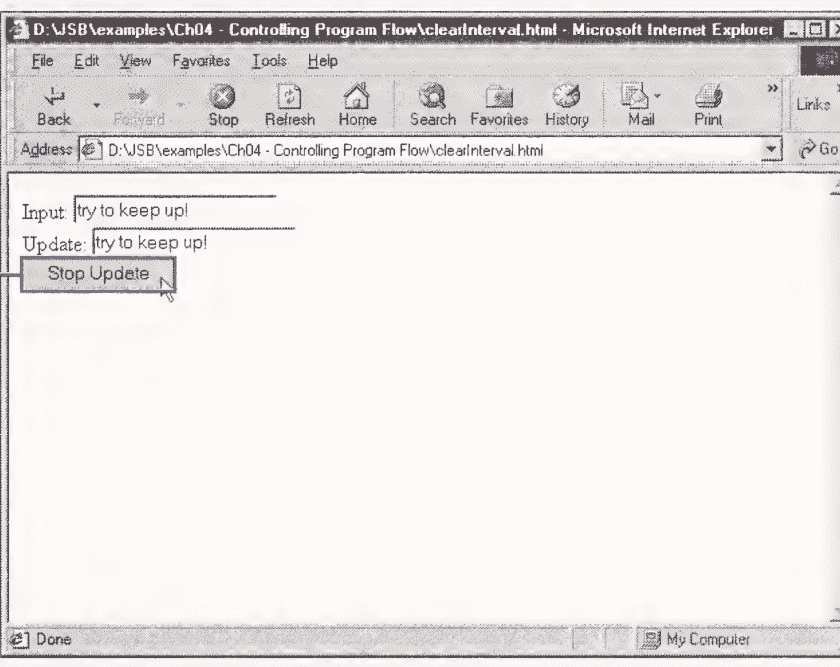 D:\JSB\examples\Ch04 - Controlling Program Flow\clearInterval.html - Microsoft Internet Explorer
File Edit View Favorites Tools Help
Back Forward Stop Refresh Home Search Favorites History Mail Print » Links »
Address D:\JSB\examples\Ch04 - Controlling Program Flow\clearInterval.html Go
Input: try to keep up!
Update: try to keep up!
Stop Update
Done My Computer